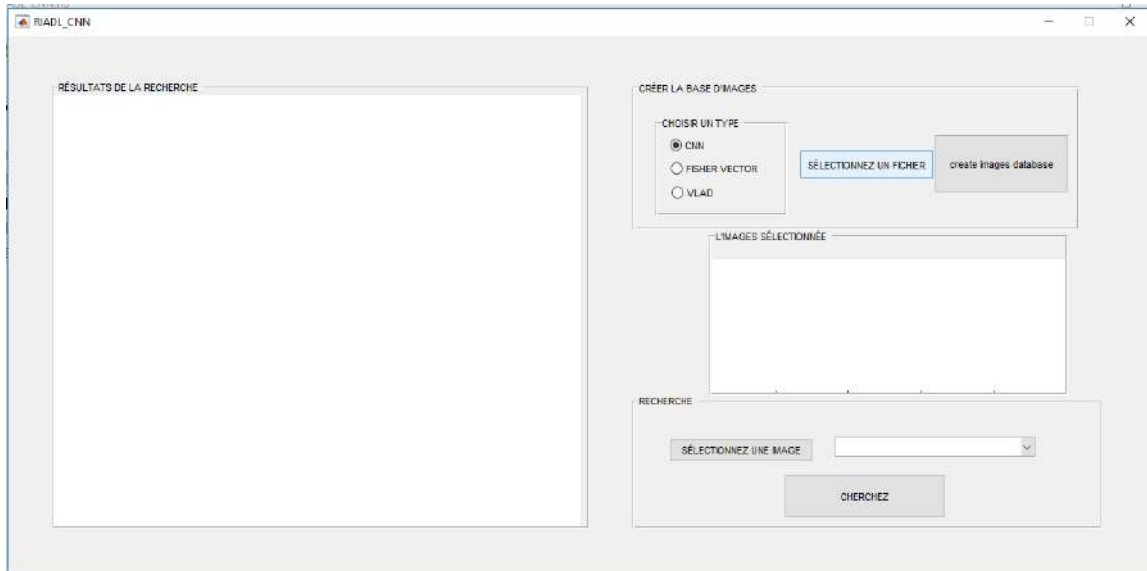 RIADL_CNN
RÉSULTATS DE LA RECHERCHE
CRÉER LA BASE D'IMAGES
CHOISIR UN TYPE
CNN
FISHER VECTOR
VLAD
SÉLECTIONNEZ UN FICHIER
create images database
L'IMAGES SÉLECTIONNÉE
RECHERCHE
SÉLECTIONNEZ UNE IMAGE
CHERCHEZ